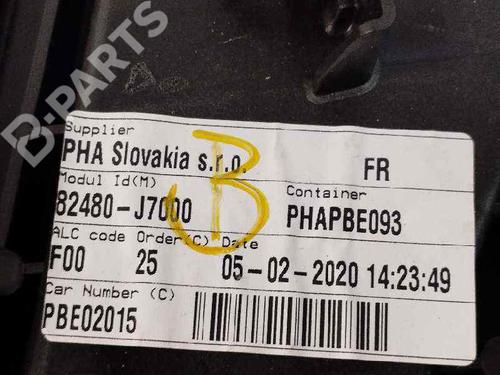 B-PARTS
Supplier
PHA Slovakia s.r.o.
FR
Modul Id(M)
Container
82480-J7000
PHAPBE093
B
ALC code Order(C) Date
F00 25 05-02-2020 14:23:49
Car Number (C)
PBE02015